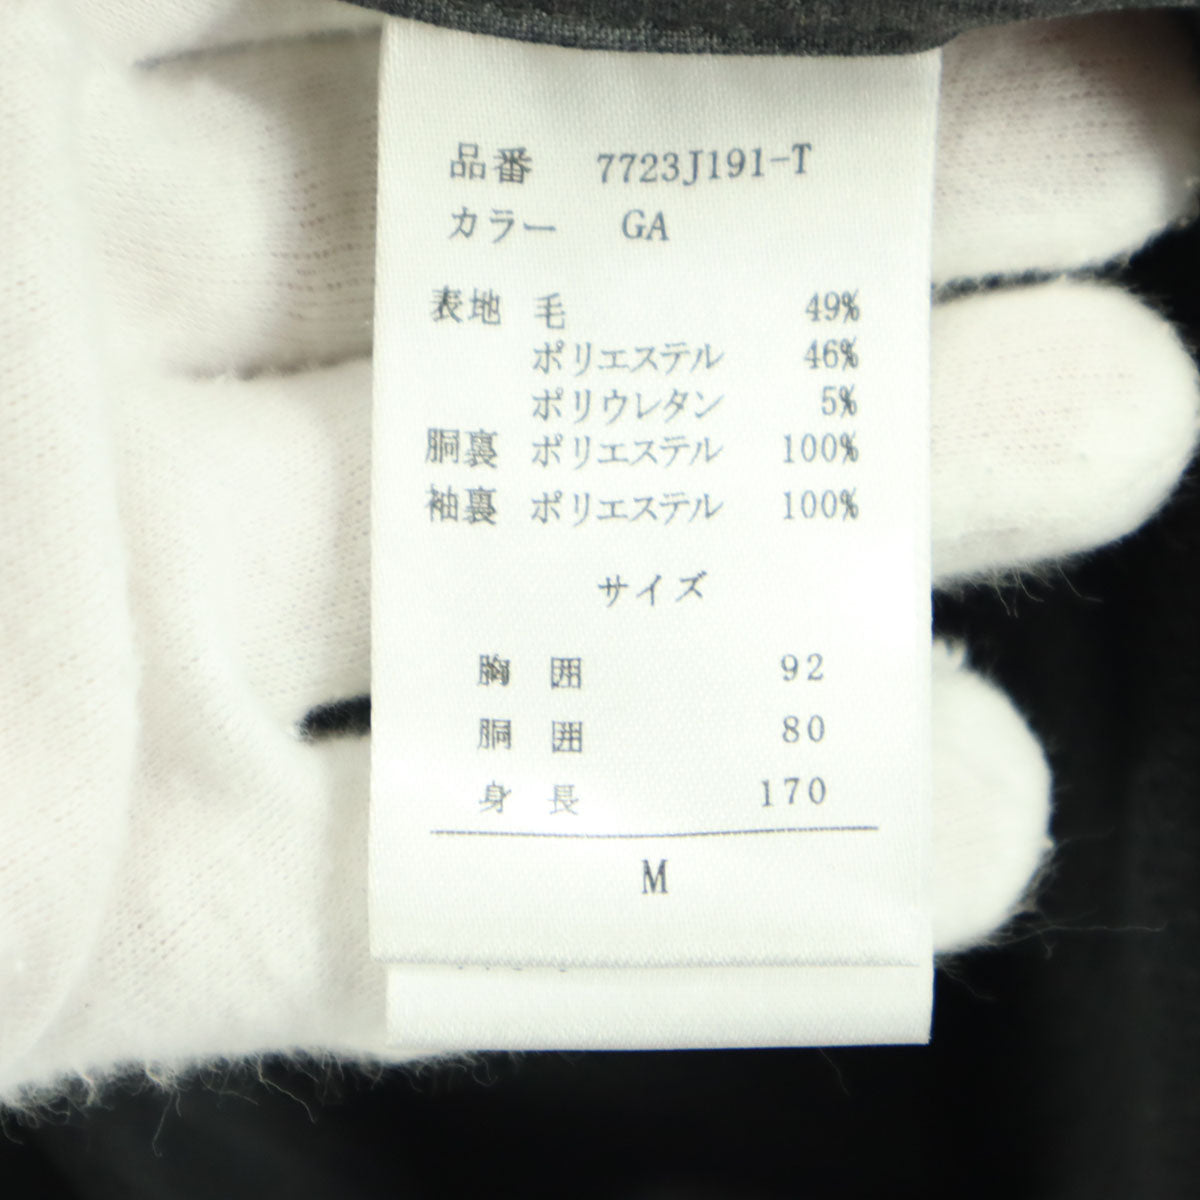 品番 7723J191-T
カラー GA
表地 毛 49%
ポリエステル 46%
ポリウレタン 5%
胴裏 ポリエステル 100%
袖裏 ポリエステル 100%
サイズ
胸囲 92
胴囲 80
身長 170
M